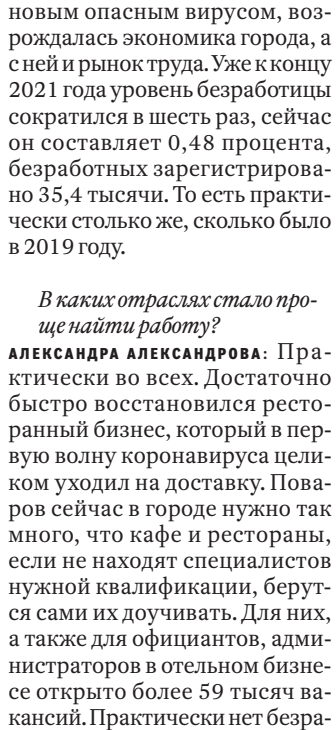 новым опасным вирусом, воз-
рождалась экономика города, а
с ней и рынок труда. Уже к концу
2021 года уровень безработицы
сократился в шесть раз, сейчас
он составляет 0,48 процента,
безработных зарегистрирова-
но 35,4 тысячи. То есть практи-
чески столько же, сколько было
в 2019 году.
В каких отраслях стало про-
ще найти работу?
АЛЕКСАНДРА АЛЕКСАНДРОВА: Пра-
ктически во всех. Достаточно
быстро восстановился ресто-
ранный бизнес, который в пер-
вую волну коронавируса цели-
ком уходил на доставку. Пова-
ров сейчас в городе нужно так
много, что кафе и рестораны,
если не находят специалистов
нужной квалификации, берут-
ся сами их доучивать. Для них,
а также для официантов, адми-
нистраторов в отельном бизне-
се открыто более 59 тысяч ва-
кансий. Практически нет безра-